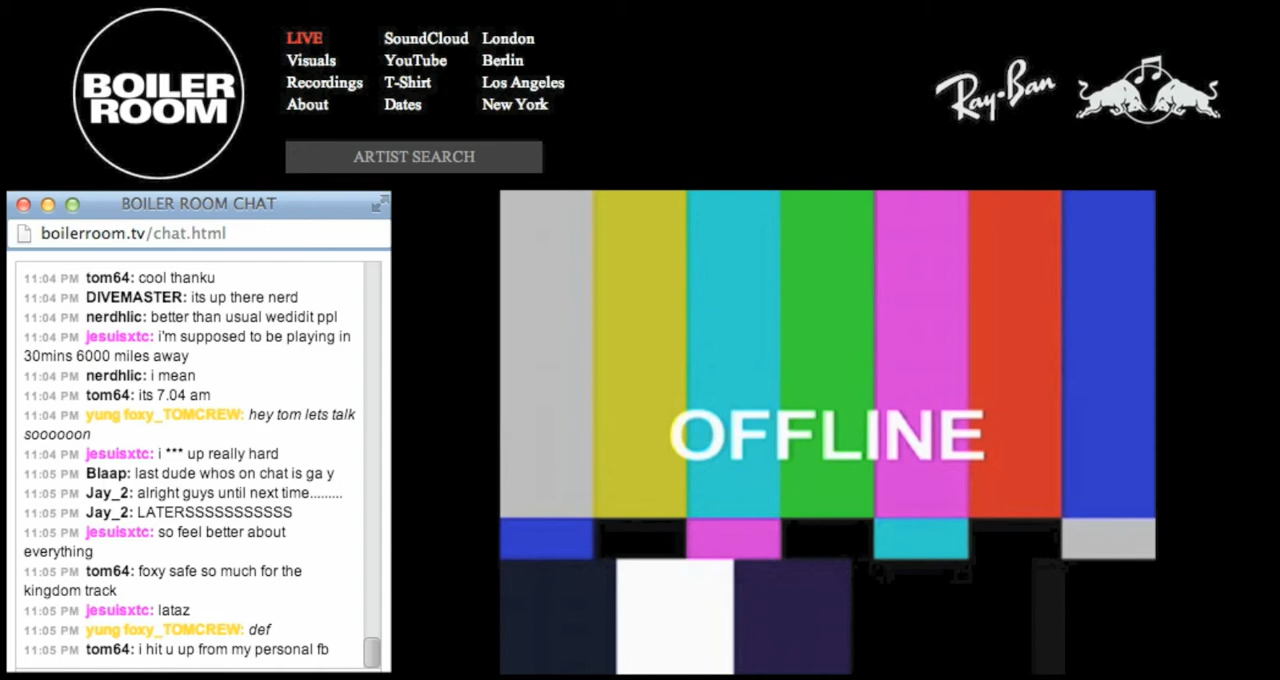 BOILER
ROOM
LIVE
Visuals
Recordings
About
SoundCloud
YouTube
T-Shirt
Dates
London
Berlin
Los Angeles
New York
ARTIST SEARCH
Ray-Ban
BOILER ROOM CHAT
boilerroom.tv/chat.html
11:04 PM tom64: cool thanku
11:04 PM DIVEMASTER: its up there nerd
11:04 PM nerdhlic: better than usual wedidit ppl
11:04 PM jesuisxtc: i'm supposed to be playing in
30mins 6000 miles away
11:04 PM nerdhlic: i mean
11:04 PM tom64: its 7.04 am
11:04 PM yung foxy_TOMCREW: hey tom lets talk
soooooon
11:04 PM jesuisxtc: i *** up really hard
11:05 PM Blaap: last dude whos on chat is ga y
11:05 PM Jay_2: alright guys until next time.........
11:05 PM Jay_2: LATERSSSSSSSSSSS
11:05 PM jesuisxtc: so feel better about
everything
11:05 PM tom64: foxy safe so much for the
kingdom track
11:05 PM jesuisxtc: lataz
11:05 PM yung foxy_TOMCREW: def
11:05 PM tom64: i hit u up from my personal fb
OFFLINE